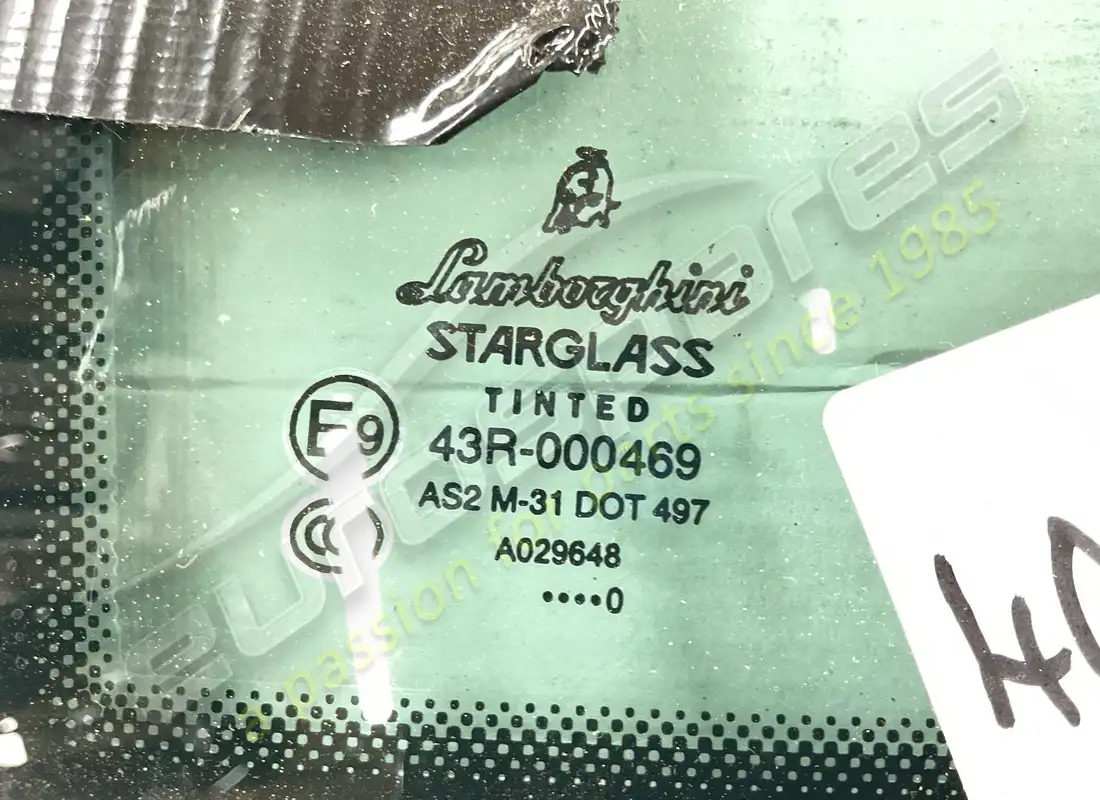 Lamborghini
STARGLASS
TINTED
E9
43R-000469
AS2 M-31 DOT 497
A029648
••••0
eurospares
a passion for parts since 1985